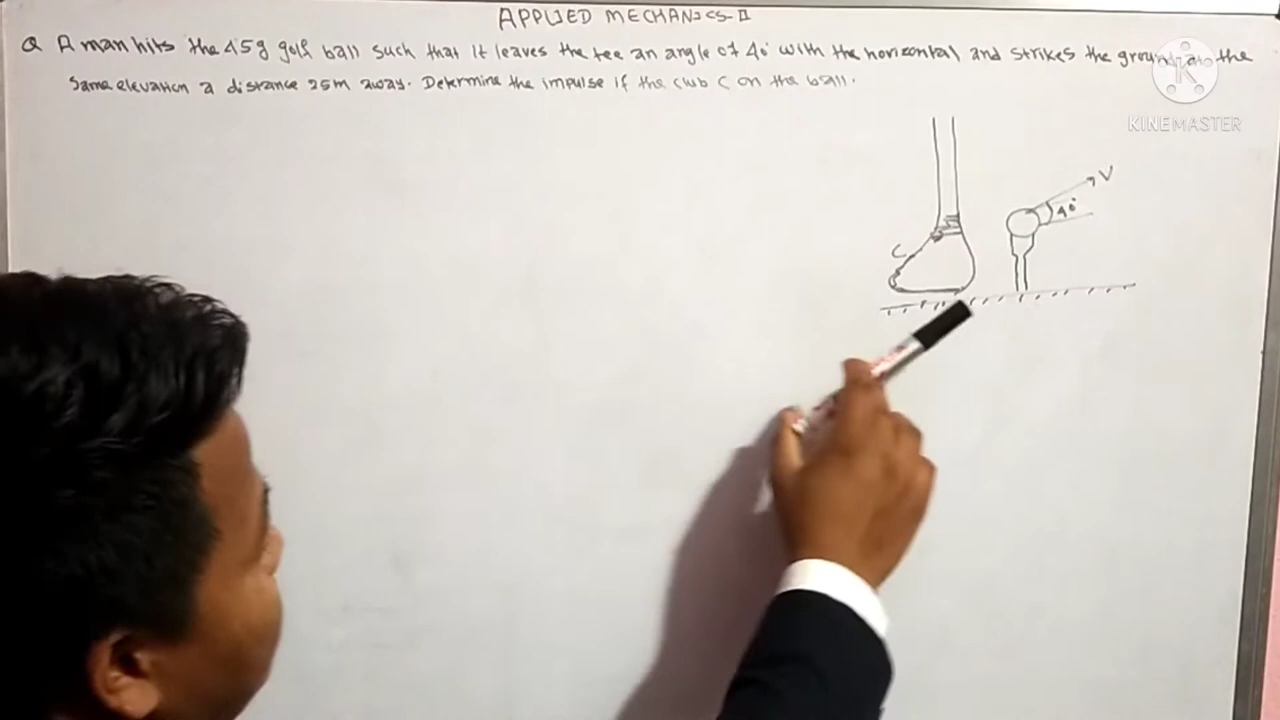 APPLIED MECHANICS-II
Q A man hits the 45g golf ball such that it leaves the tee an angle of 40° with the horizontal and strikes the ground at the
same elevation a distance 25m away. Determine the impulse if the club C on the ball.
KINEMASTER
V
40°
C